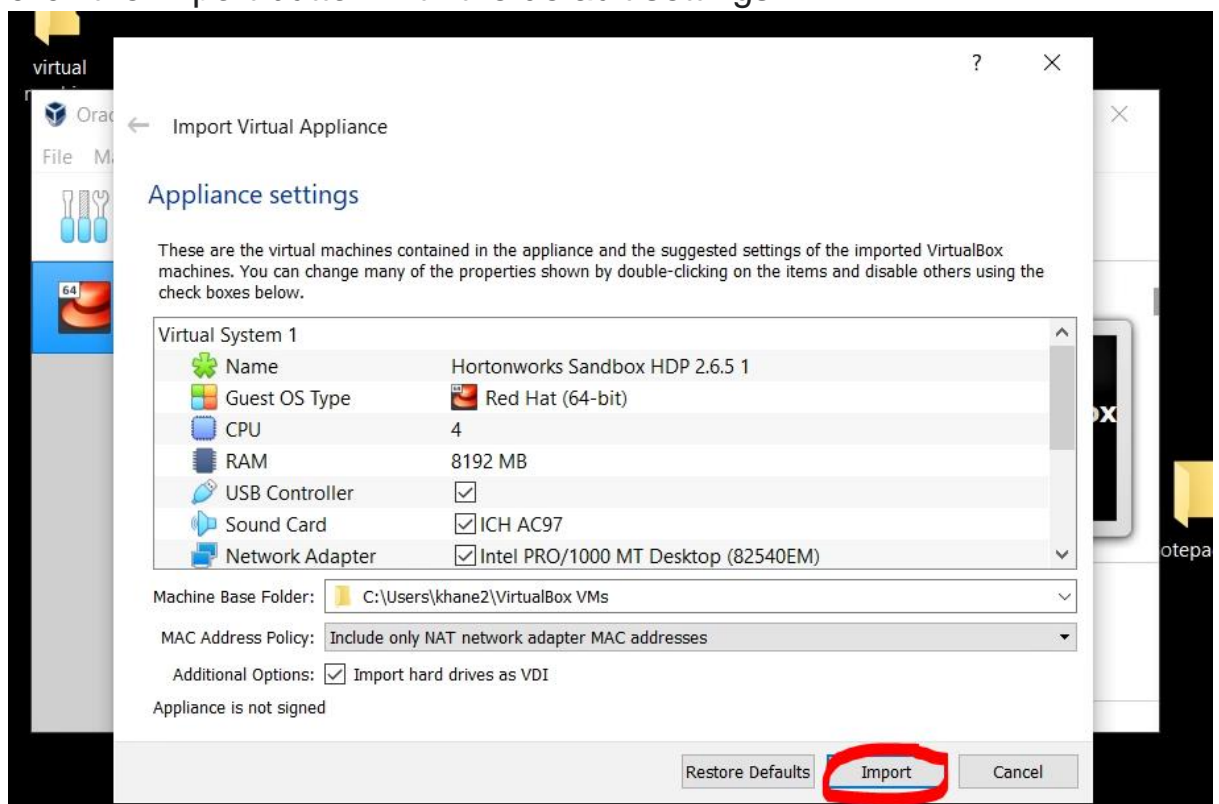 virtual
Orac
File Ma
?
Import Virtual Appliance
Appliance settings
These are the virtual machines contained in the appliance and the suggested settings of the imported VirtualBox
machines. You can change many of the properties shown by double-clicking on the items and disable others using the
check boxes below.
64
Virtual System 1
Name Hortonworks Sandbox HDP 2.6.5 1
Guest OS Type Red Hat (64-bit)
CPU 4
RAM 8192 MB
USB Controller
Sound Card ICH AC97
Network Adapter Intel PRO/1000 MT Desktop (82540EM)
ox
otepa
Machine Base Folder: C:\Users\khane2\VirtualBox VMs
MAC Address Policy: Include only NAT network adapter MAC addresses
Additional Options: Import hard drives as VDI
Appliance is not signed
Restore Defaults Import Cancel